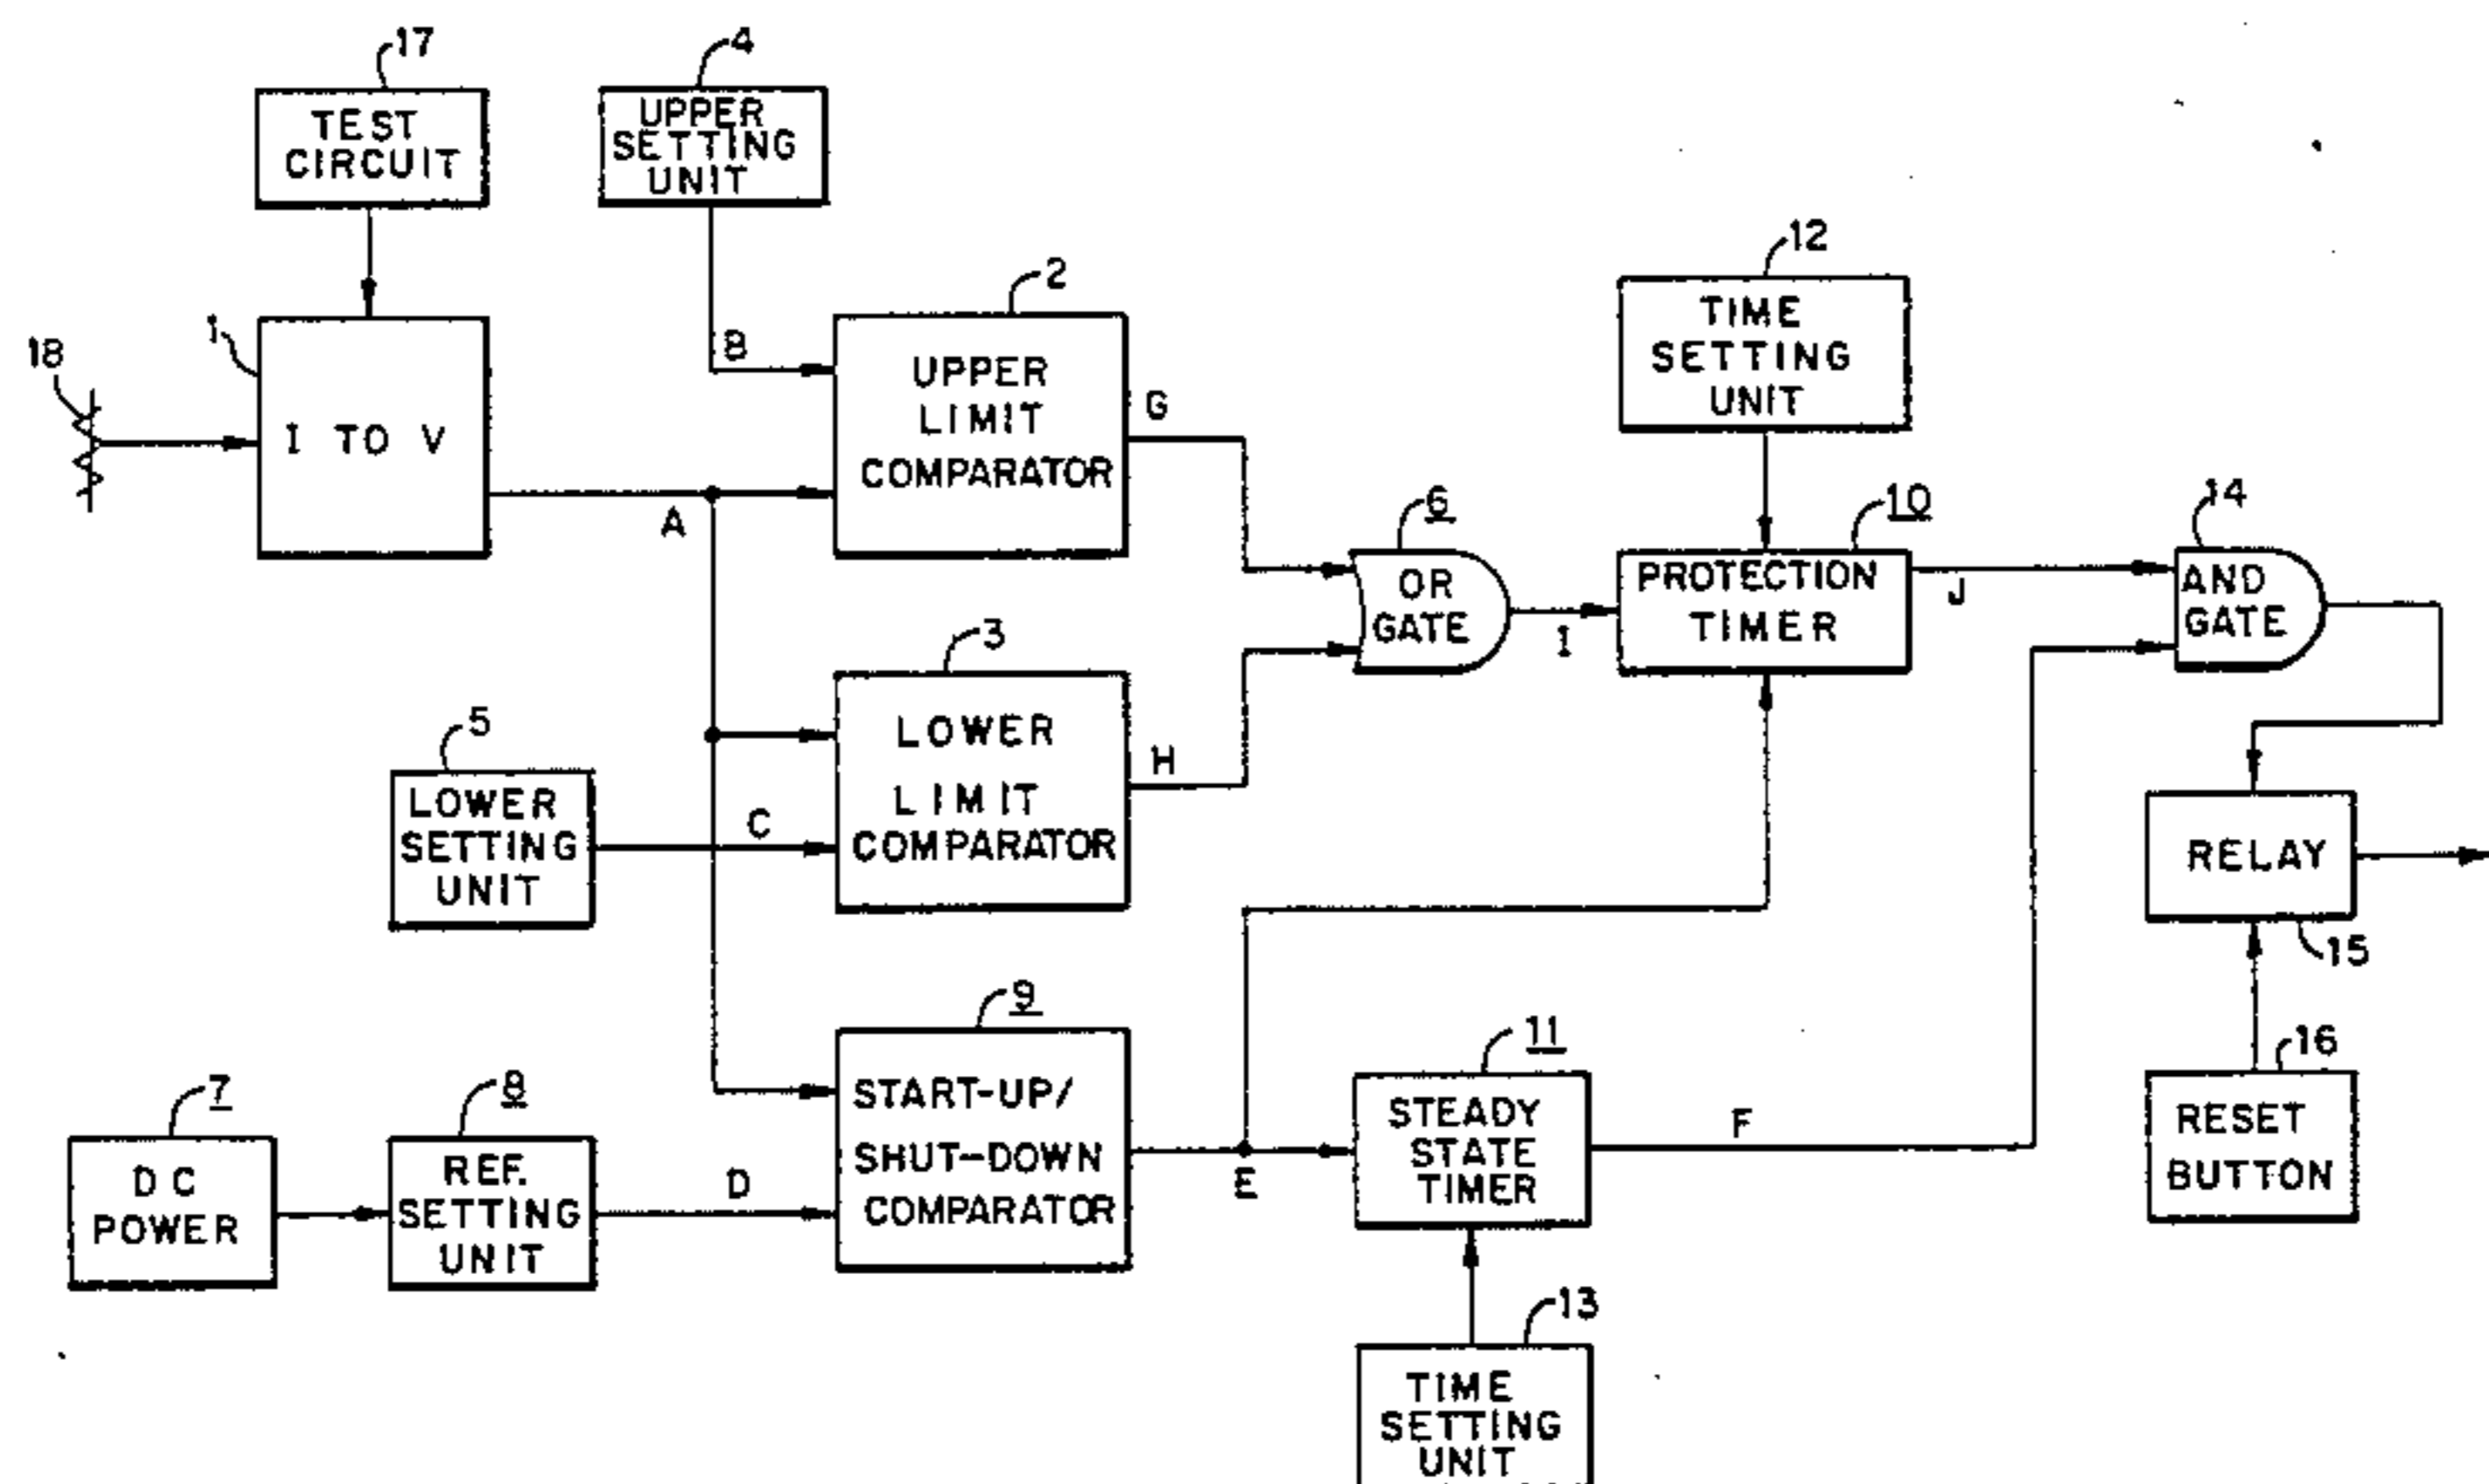 17
TEST
CIRCUIT
4
UPPER
SETTING
UNIT
12
TIME
SETTING
UNIT
2
UPPER
LIMIT
COMPARATOR
B
G
1
I TO V
18
A
6
OR
GATE
I
10
PROTECTION
TIMER
J
14
AND
GATE
3
LOWER
LIMIT
COMPARATOR
H
5
LOWER
SETTING
UNIT
C
RELAY
15
9
START-UP/
SHUT-DOWN
COMPARATOR
E
11
STEADY
STATE
TIMER
F
16
RESET
BUTTON
7
DC
POWER
8
REF.
SETTING
UNIT
D
13
TIME
SETTING
UNIT